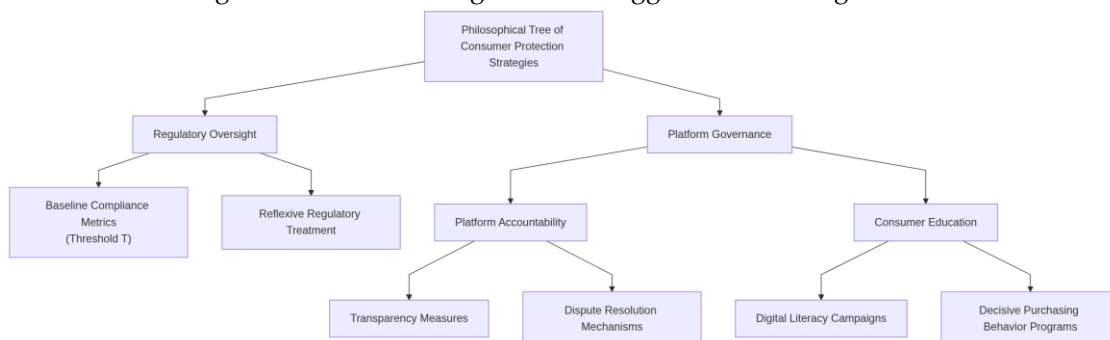 Philosophical Tree of
Consumer Protection
Strategies
Regulatory Oversight
Platform Governance
Baseline Compliance
Metrics
(Threshold T)
Reflexive Regulatory
Treatment
Platform Accountability
Consumer Education
Transparency Measures
Dispute Resolution
Mechanisms
Digital Literacy Campaigns
Decisive Purchasing
Behavior Programs